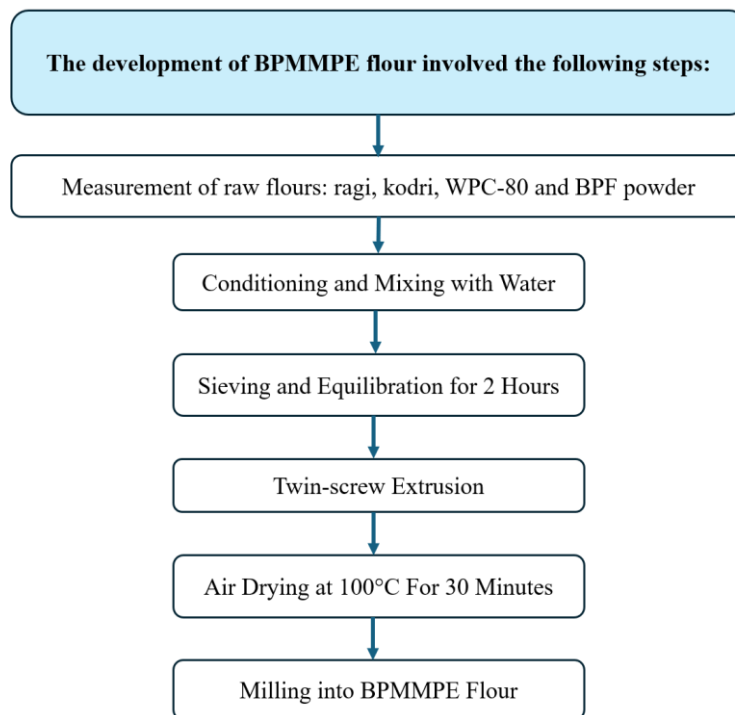 The development of BPMMPE flour involved the following steps:
Measurement of raw flours: ragi, kodri, WPC-80 and BPF powder
Conditioning and Mixing with Water
Sieving and Equilibration for 2 Hours
Twin-screw Extrusion
Air Drying at 100°C For 30 Minutes
Milling into BPMMPE Flour